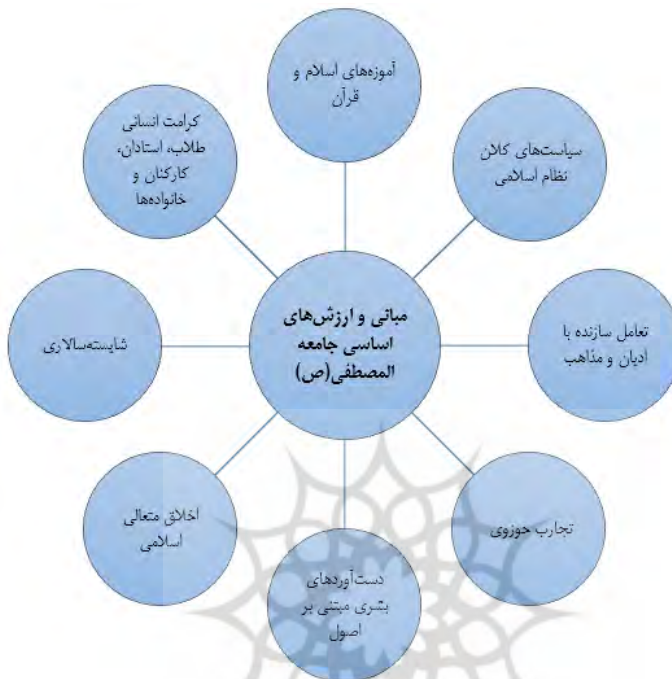 آموزه‌های اسلام و
قرآن
سیاست‌های کلان
نظام اسلامی
تعامل سازنده با
ادیان و مذاهب
تجارب حوزوی
دست‌آوردهای
بشری مبتنی بر
اصول
اخلاق متعالی
اسلامی
شایسته‌سالاری
کرامت انسانی
طلاب، استادان،
کارکنان و
خانواده‌ها
مبانی و ارزش‌های
اساسی جامعه
المصطفی(ص)